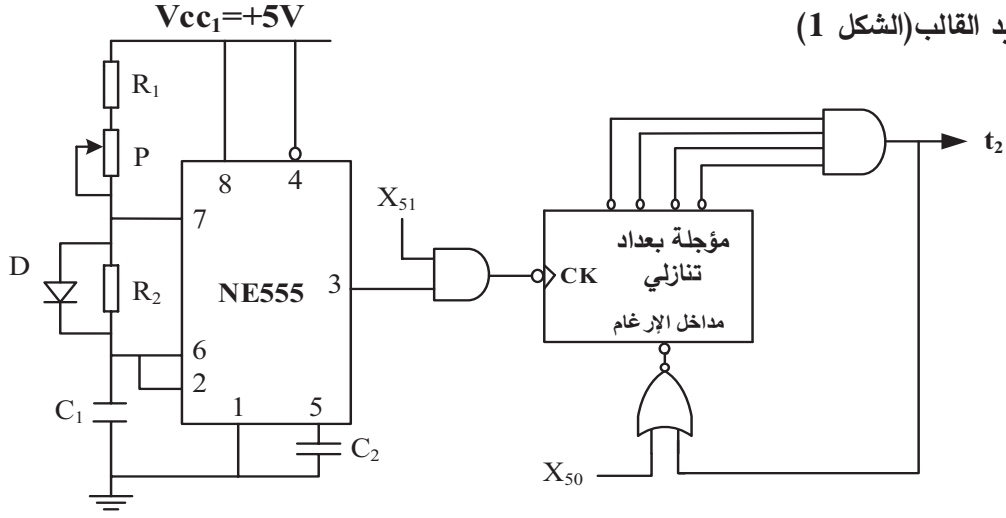 Vcc₁=+5V
القالب (الشكل 1)
R₁
P
8
4
t₂
7
X₅₁
مؤجلة بعداد
تنازلي
D
R₂
NE555
3
CK
6
2
مداخل الإرغام
1
5
C₁
C₂
X₅₀